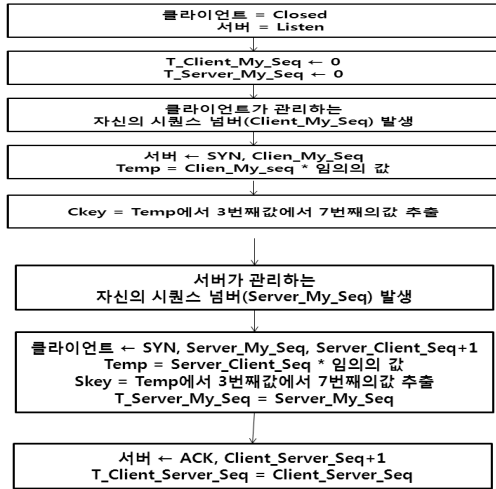 클라이언트 = Closed
서버 = Listen
T_Client_My_Seq ← 0
T_Server_My_Seq ← 0
클라이언트가 관리하는
자신의 시퀀스 넘버(Client_My_Seq) 발생
서버 ← SYN, Clien_My_Seq
Temp = Clien_My_seq * 임의의 값
Ckey = Temp에서 3번째값에서 7번째의값 추출
서버가 관리하는
자신의 시퀀스 넘버(Server_My_Seq) 발생
클라이언트 ← SYN, Server_My_Seq, Server_Client_Seq+1
Temp = Server_Client_Seq * 임의의 값
Skey = Temp에서 3번째값에서 7번째의값 추출
T_Server_My_Seq = Server_My_Seq
서버 ← ACK, Client_Server_Seq+1
T_Client_Server_Seq = Client_Server_Seq